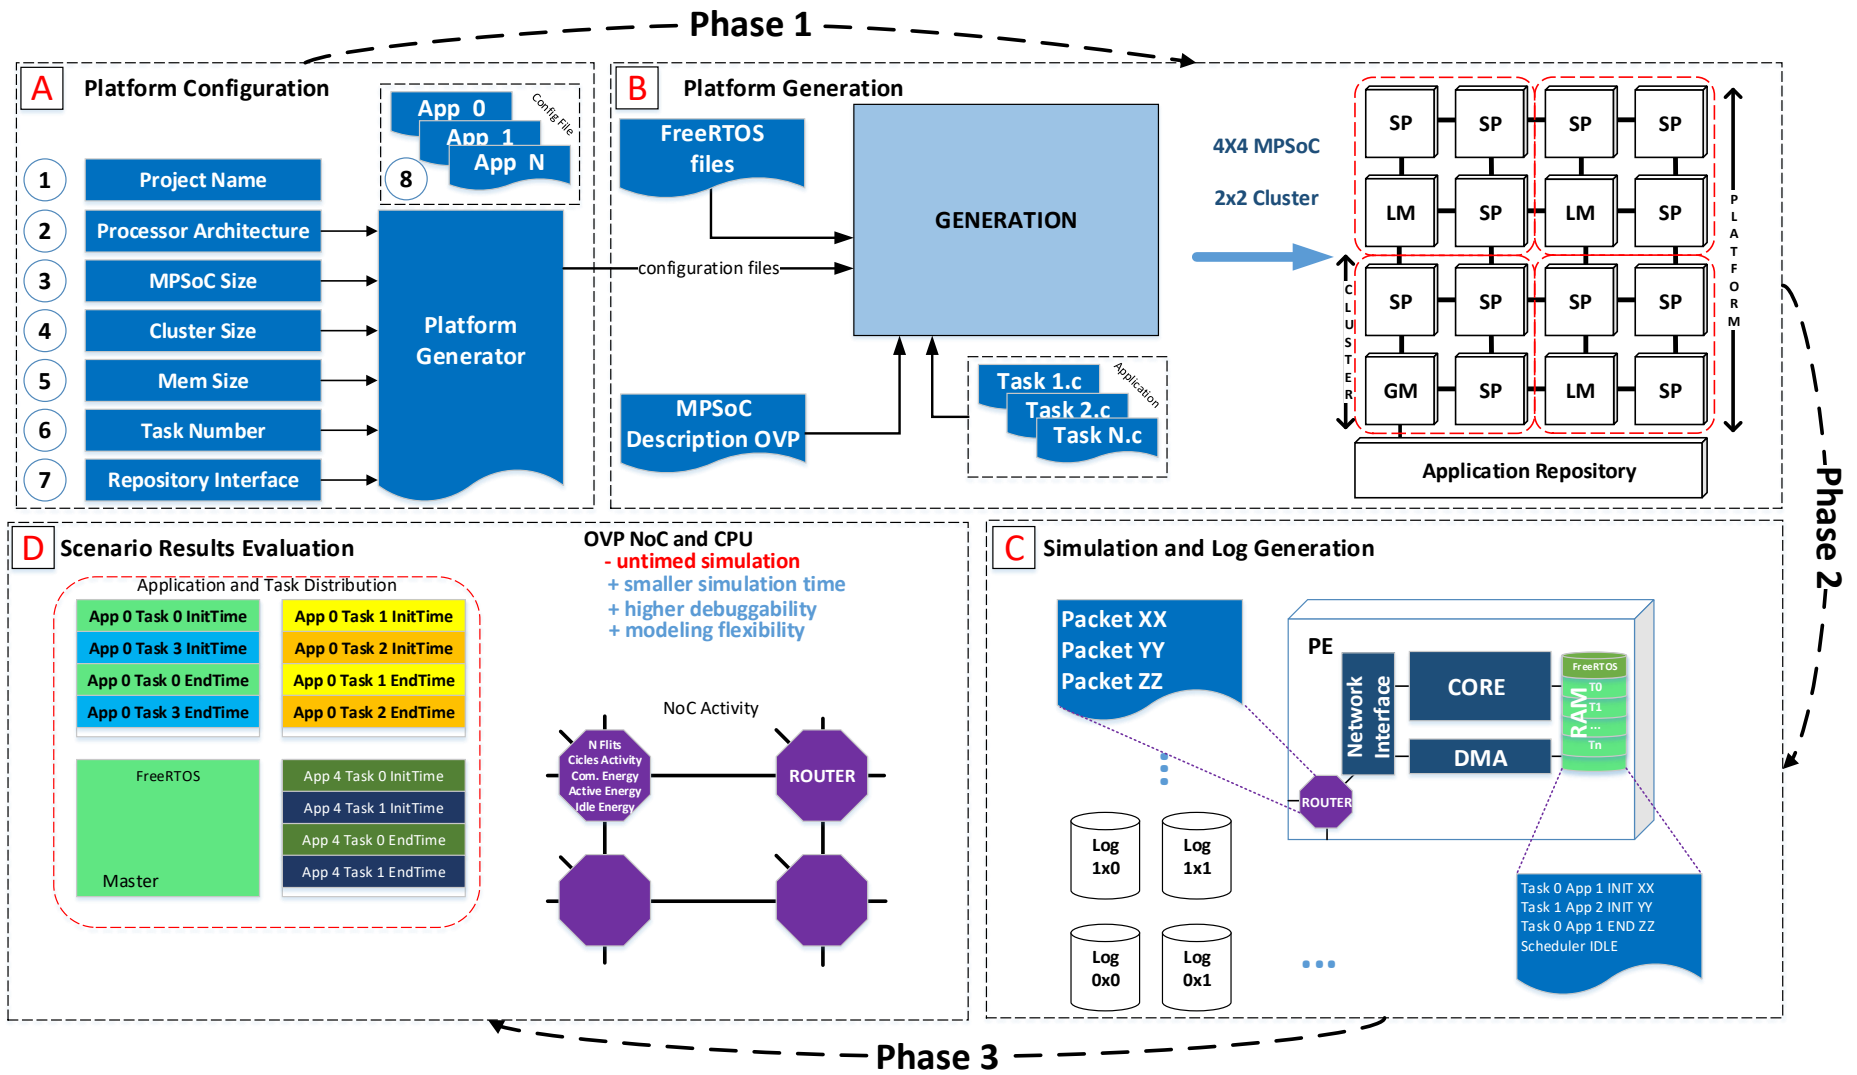 Phase 1
A
Platform Configuration
App 0
App 1
App N
Config File
8
1
Project Name
2
Processor Architecture
3
MPSoC Size
4
Cluster Size
5
Mem Size
6
Task Number
7
Repository Interface
Platform
Generator
configuration files
B
Platform Generation
FreeRTOS
files
GENERATION
MPSoC
Description OVP
Task 1.c
Task 2.c
Task N.c
Application
4X4 MPSoC
2x2 Cluster
SP
SP
SP
SP
LM
SP
LM
SP
SP
SP
SP
SP
GM
SP
LM
SP
CLUSTER
PLATFORM
Application Repository
Phase 2
D
Scenario Results Evaluation
Application and Task Distribution
App 0 Task 0 InitTime
App 0 Task 3 InitTime
App 0 Task 0 EndTime
App 0 Task 3 EndTime
App 0 Task 1 InitTime
App 0 Task 2 InitTime
App 0 Task 1 EndTime
App 0 Task 2 EndTime
FreeRTOS
Master
App 4 Task 0 InitTime
App 4 Task 1 InitTime
App 4 Task 0 EndTime
App 4 Task 1 EndTime
OVP NoC and CPU
- untimed simulation
+ smaller simulation time
+ higher debuggability
+ modeling flexibility
NoC Activity
N Flits
Cicles Activity
Com. Energy
Active Energy
Idle Energy
ROUTER
C
Simulation and Log Generation
Packet XX
Packet YY
Packet ZZ
...
PE
Network
Interface
CORE
DMA
RAM
FreeRTOS
T0
T1
...
Tn
ROUTER
Log
1x0
Log
1x1
Log
0x0
Log
0x1
...
Task 0 App 1 INIT XX
Task 1 App 2 INIT YY
Task 0 App 1 END ZZ
Scheduler IDLE
Phase 3